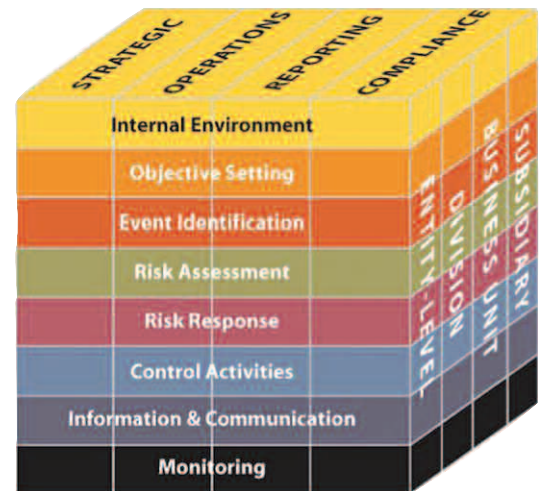 STRATEGIC
OPERATIONS
REPORTING
COMPLIANCE
Internal Environment
Objective Setting
Event Identification
Risk Assessment
Risk Response
Control Activities
Information & Communication
Monitoring
ENTITY-LEVEL
DIVISION
BUSINESS UNIT
SUBSIDIARY